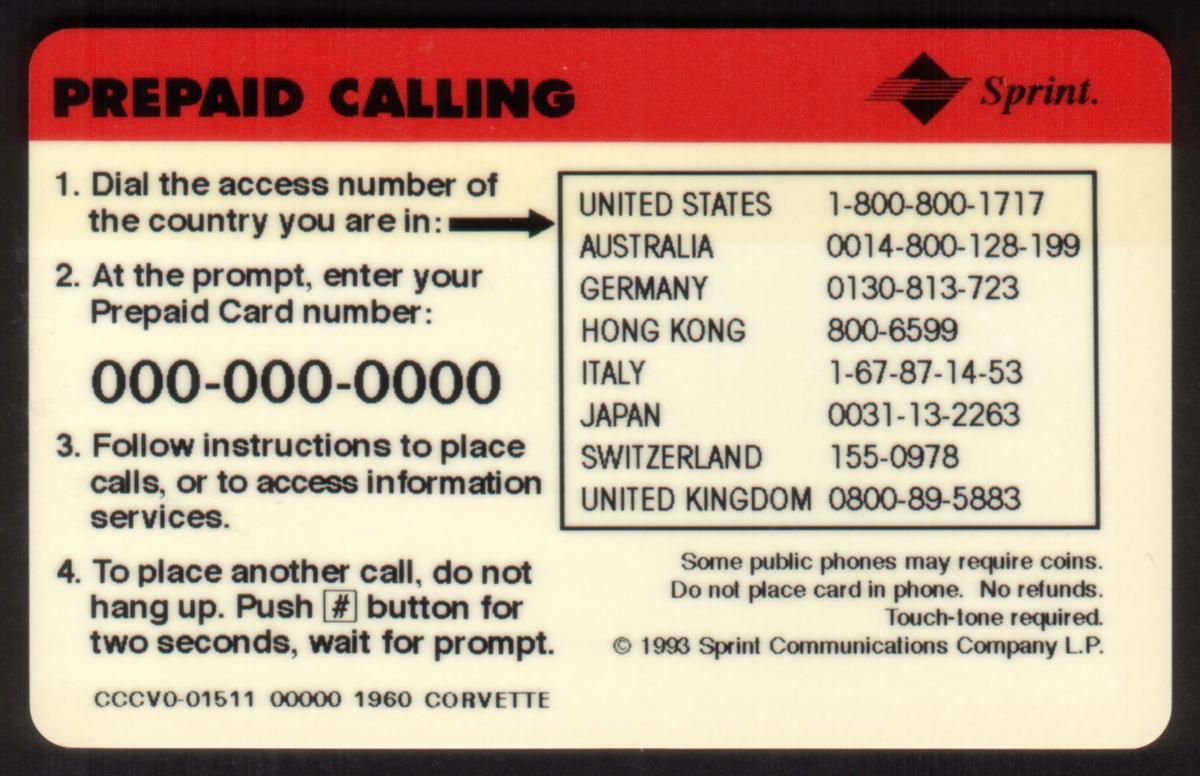 PREPAID CALLING
Sprint.
1. Dial the access number of
the country you are in:
2. At the prompt, enter your
Prepaid Card number:
000-000-0000
3. Follow instructions to place
calls, or to access information
services.
4. To place another call, do not
hang up. Push # button for
two seconds, wait for prompt.
CCCV0-01511 00000 1960 CORVETTE
UNITED STATES 1-800-800-1717
AUSTRALIA 0014-800-128-199
GERMANY 0130-813-723
HONG KONG 800-6599
ITALY 1-67-87-14-53
JAPAN 0031-13-2263
SWITZERLAND 155-0978
UNITED KINGDOM 0800-89-5883
Some public phones may require coins.
Do not place card in phone. No refunds.
Touch-tone required.
© 1993 Sprint Communications Company L.P.